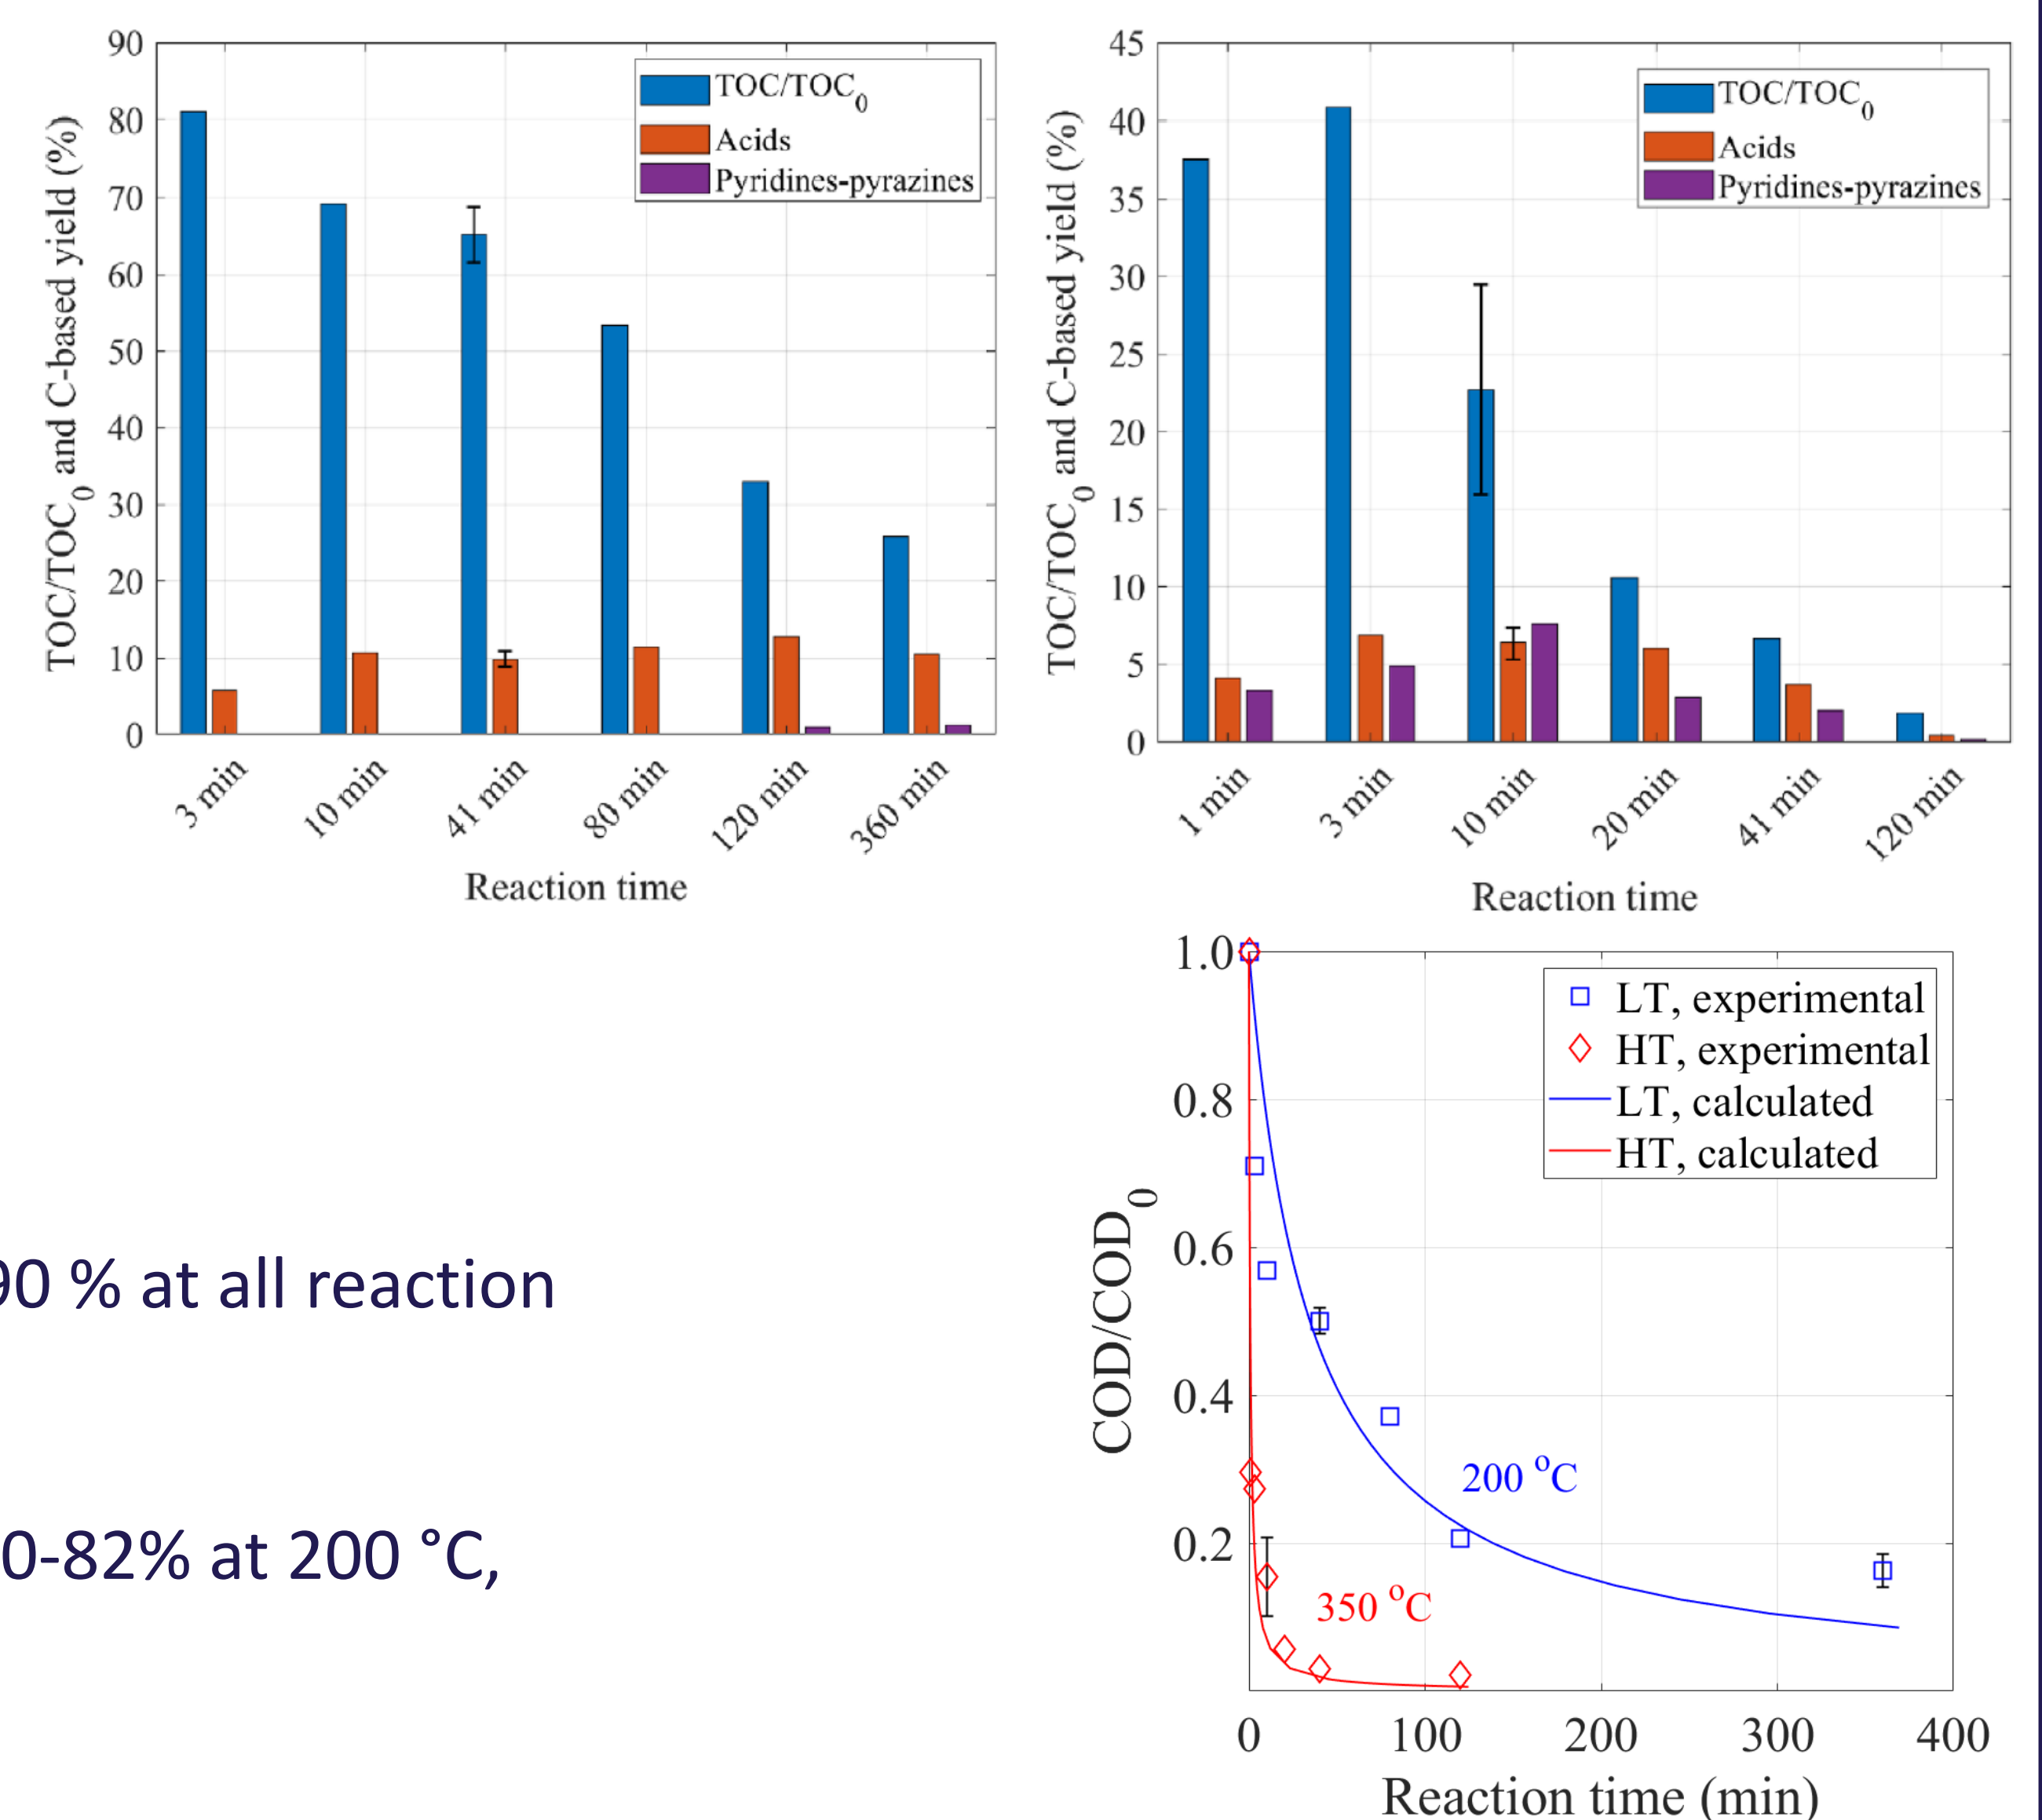 90
80
70
60
50
40
30
20
10
0
TOC/TOC0 and C-based yield (%)
TOC/TOC0
Acids
Pyridines-pyrazines
3 min
10 min
41 min
80 min
120 min
360 min
Reaction time
45
40
35
30
25
20
15
10
5
0
TOC/TOC0 and C-based yield (%)
TOC/TOC0
Acids
Pyridines-pyrazines
1 min
3 min
10 min
20 min
41 min
120 min
Reaction time
90 % at all reaction
0-82% at 200 °C,
1.0
0.8
0.6
0.4
0.2
COD/COD0
LT, experimental
HT, experimental
LT, calculated
HT, calculated
200 °C
350 °C
0
100
200
300
400
Reaction time (min)